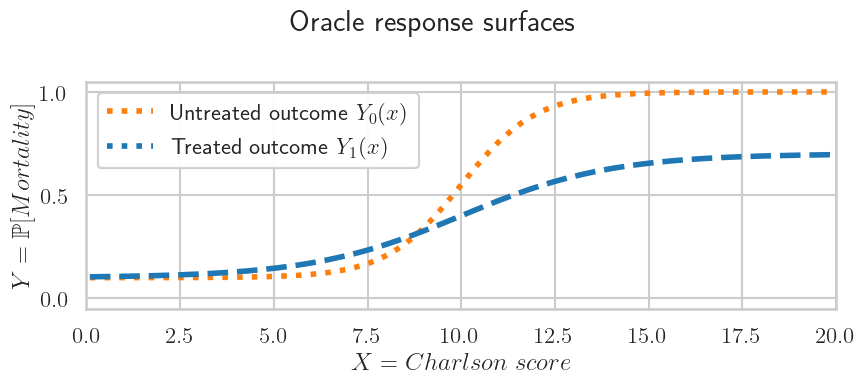 Oracle response surfaces
Y = ℙ[Mortality]
1.0
0.5
0.0
Untreated outcome Y₀(x)
Treated outcome Y₁(x)
0.0 2.5 5.0 7.5 10.0 12.5 15.0 17.5 20.0
X = Charlson score